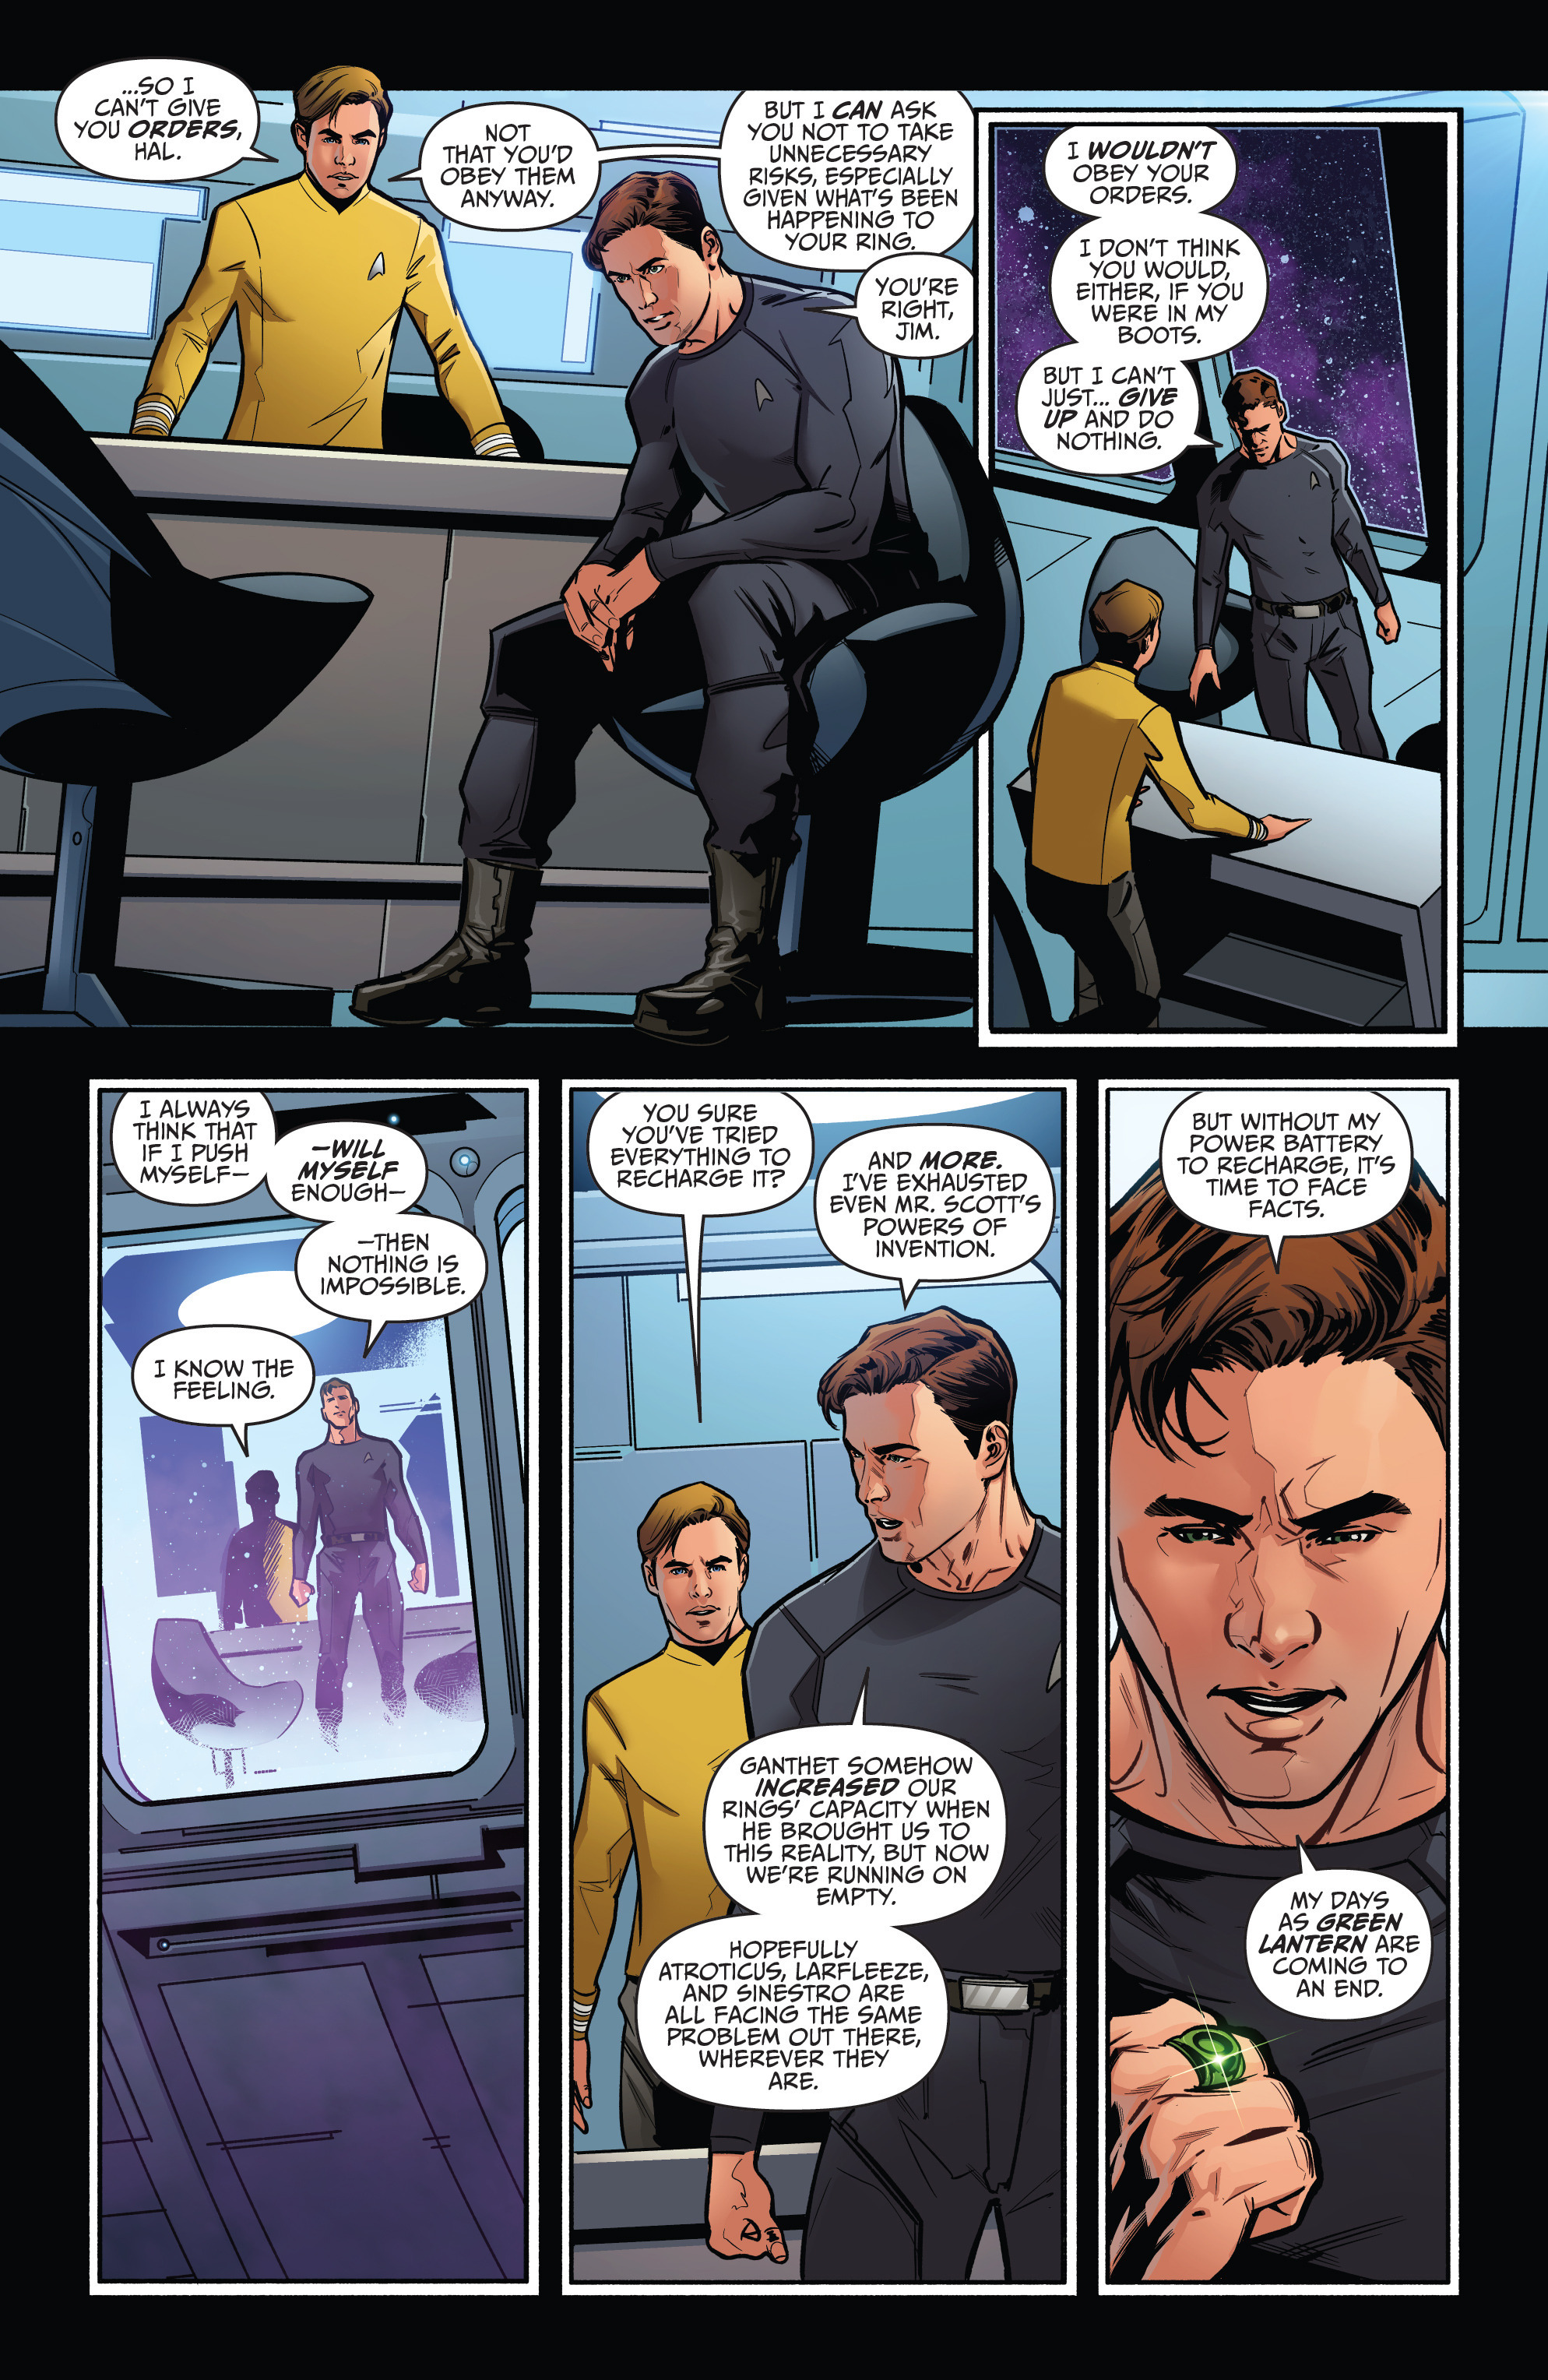 ...SO I
CAN'T GIVE
YOU ORDERS,
HAL.
NOT
THAT YOU'D
OBEY THEM
ANYWAY.
BUT I CAN ASK
YOU NOT TO TAKE
UNNECESSARY
RISKS, ESPECIALLY
GIVEN WHAT'S BEEN
HAPPENING TO
YOUR RING.
YOU'RE
RIGHT,
JIM.
I WOULDN'T
OBEY YOUR
ORDERS.
I DON'T THINK
YOU WOULD,
EITHER, IF YOU
WERE IN MY
BOOTS.
BUT I CAN'T
JUST... GIVE
UP AND DO
NOTHING.
I ALWAYS
THINK THAT
IF I PUSH
MYSELF—
—WILL
MYSELF
ENOUGH—
—THEN
NOTHING IS
IMPOSSIBLE.
I KNOW THE
FEELING.
YOU SURE
YOU'VE TRIED
EVERYTHING TO
RECHARGE IT?
AND MORE.
I'VE EXHAUSTED
EVEN MR. SCOTT'S
POWERS OF
INVENTION.
GANTHET SOMEHOW
INCREASED OUR
RINGS' CAPACITY WHEN
HE BROUGHT US TO
THIS REALITY, BUT NOW
WE'RE RUNNING ON
EMPTY.
HOPEFULLY
ATROTICUS, LARFLEEZE,
AND SINESTRO ARE
ALL FACING THE SAME
PROBLEM OUT THERE,
WHEREVER THEY
ARE.
BUT WITHOUT MY
POWER BATTERY
TO RECHARGE, IT'S
TIME TO FACE
FACTS.
MY DAYS
AS GREEN
LANTERN ARE
COMING TO
AN END.